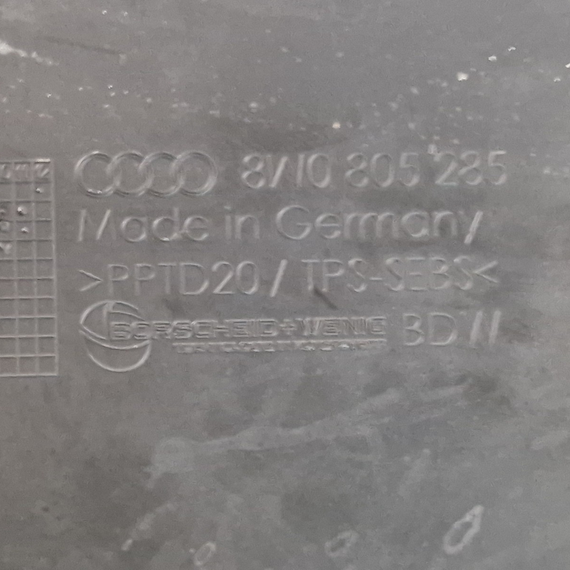 8W0 805 285
Made in Germany
>PPTD20/ TPS-SEBS<
BORSCHEID+WENIG BDW